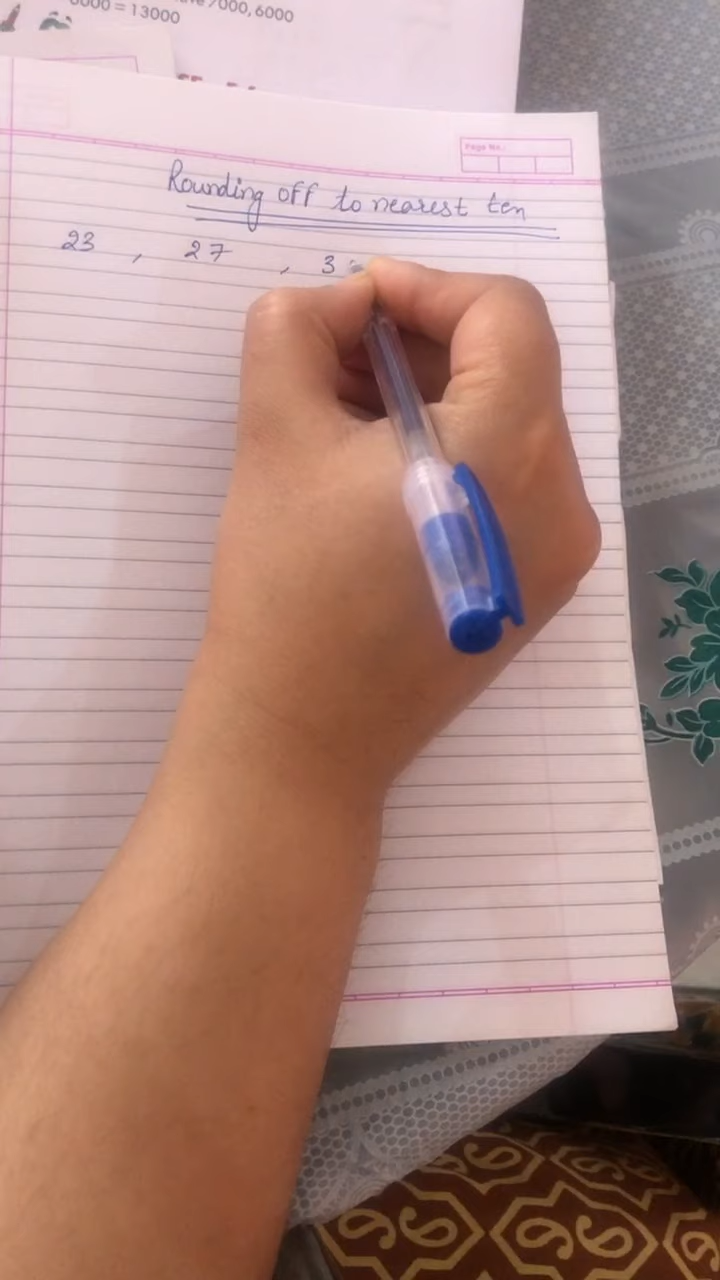 000 = 13000
7000, 6000
Page No.:
Rounding off to nearest ten
23 , 27 , 3